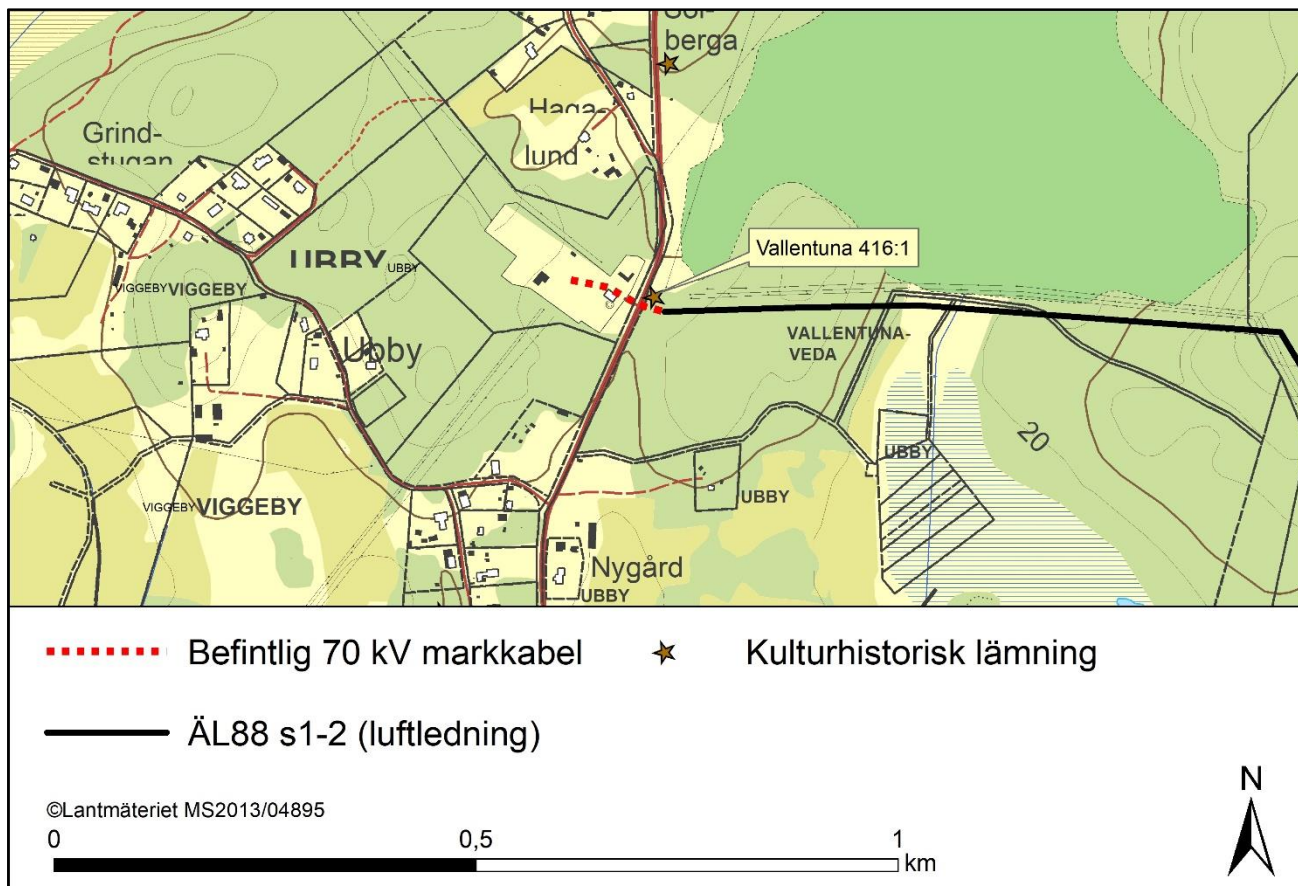 Sol-
berga
Haga-
lund
Grind-
stugan
Vallentuna 416:1
UBBY
UBBY
VIGGEBY
VIGGEBY
Ubby
VALLENTUNA-
VEDA
20
UBBY
UBBY
VIGGEBY
VIGGEBY
Nygård
UBBY
Befintlig 70 kV markkabel
Kulturhistorisk lämning
ÄL88 s1-2 (luftledning)
©Lantmäteriet MS2013/04895
N
0
0,5
1
km